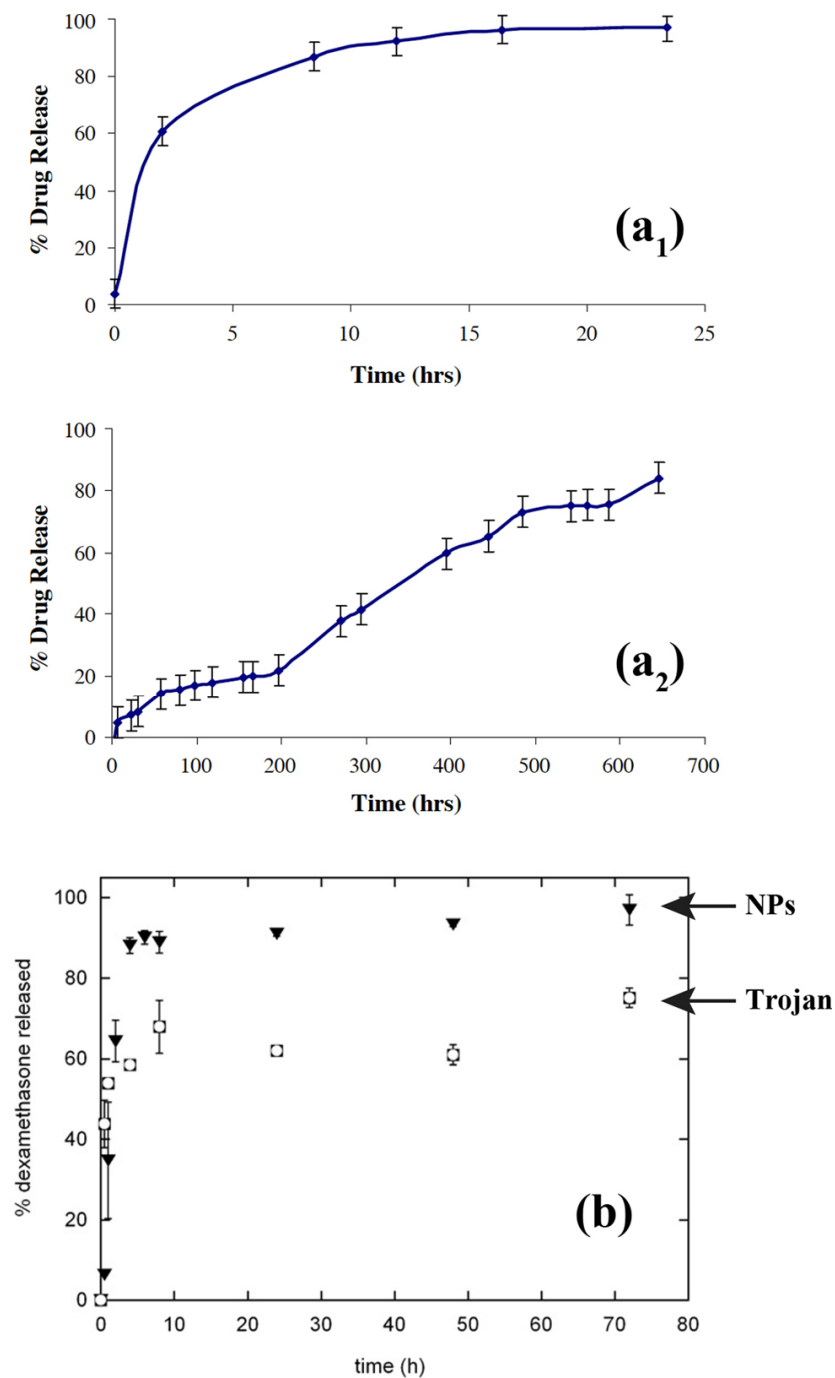 100
80
60
40
20
0
% Drug Release
(a1)
0 5 10 15 20 25
Time (hrs)
100
80
60
40
20
0
% Drug Release
(a2)
0 100 200 300 400 500 600 700
Time (hrs)
100
80
60
40
20
0
% dexamethasone released
NPs
Trojan
(b)
0 10 20 30 40 50 60 70 80
time (h)